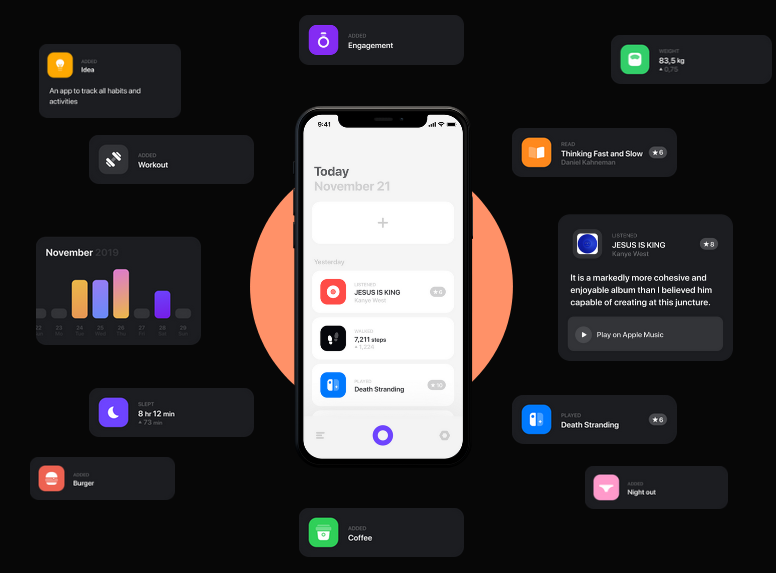 ADDED
Engagement
ADDED
Idea
An app to track all habits and
activities
WEIGHT
83,5 kg
0,75
ADDED
Workout
READ
Thinking Fast and Slow
Daniel Kahneman
★6
9:41
Today
November 21
+
Yesterday
LISTENED
JESUS IS KING
Kanye West
★8
WALKED
7,211 steps
1,234
PLAYED
Death Stranding
★10
November 2019
22 23 24 25 26 27 28 29
LISTENED
JESUS IS KING
Kanye West
★8
It is a markedly more cohesive and
enjoyable album than I believed him
capable of creating at this juncture.
Play on Apple Music
SLEPT
8 hr 12 min
73 min
PLAYED
Death Stranding
★6
ADDED
Burger
ADDED
Night out
ADDED
Coffee